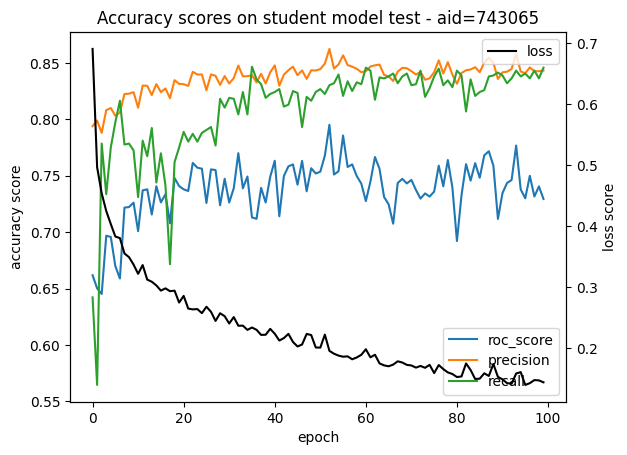 Accuracy scores on student model test - aid=743065
loss
0.85
0.80
0.75
0.70
0.65
0.60
0.55
accuracy score
0.7
0.6
0.5
0.4
0.3
0.2
loss score
roc_score
precision
recall
0
20
40
60
80
100
epoch